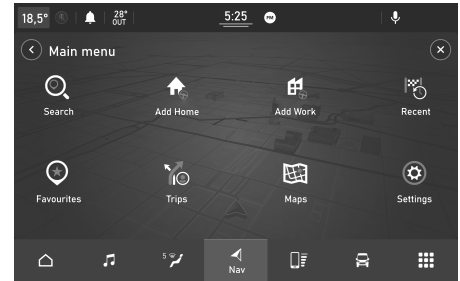 18,5° 28° OUT 5:25 PM
Main menu
Search Add Home Add Work Recent
Favourites Trips Maps Settings
5
Nav